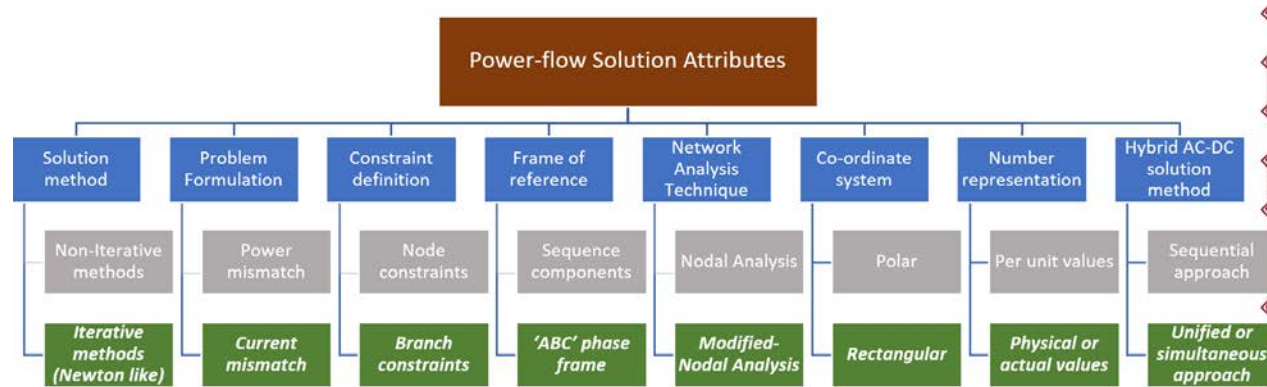 Power-flow Solution Attributes
Solution
method
Problem
Formulation
Constraint
definition
Frame of
reference
Network
Analysis
Technique
Co-ordinate
system
Number
representation
Hybrid AC-DC
solution
method
Non-Iterative
methods
Power
mismatch
Node
constraints
Sequence
components
Nodal Analysis
Polar
Per unit values
Sequential
approach
Iterative
methods
(Newton like)
Current
mismatch
Branch
constraints
‘ABC’ phase
frame
Modified-
Nodal Analysis
Rectangular
Physical or
actual values
Unified or
simultaneous
approach